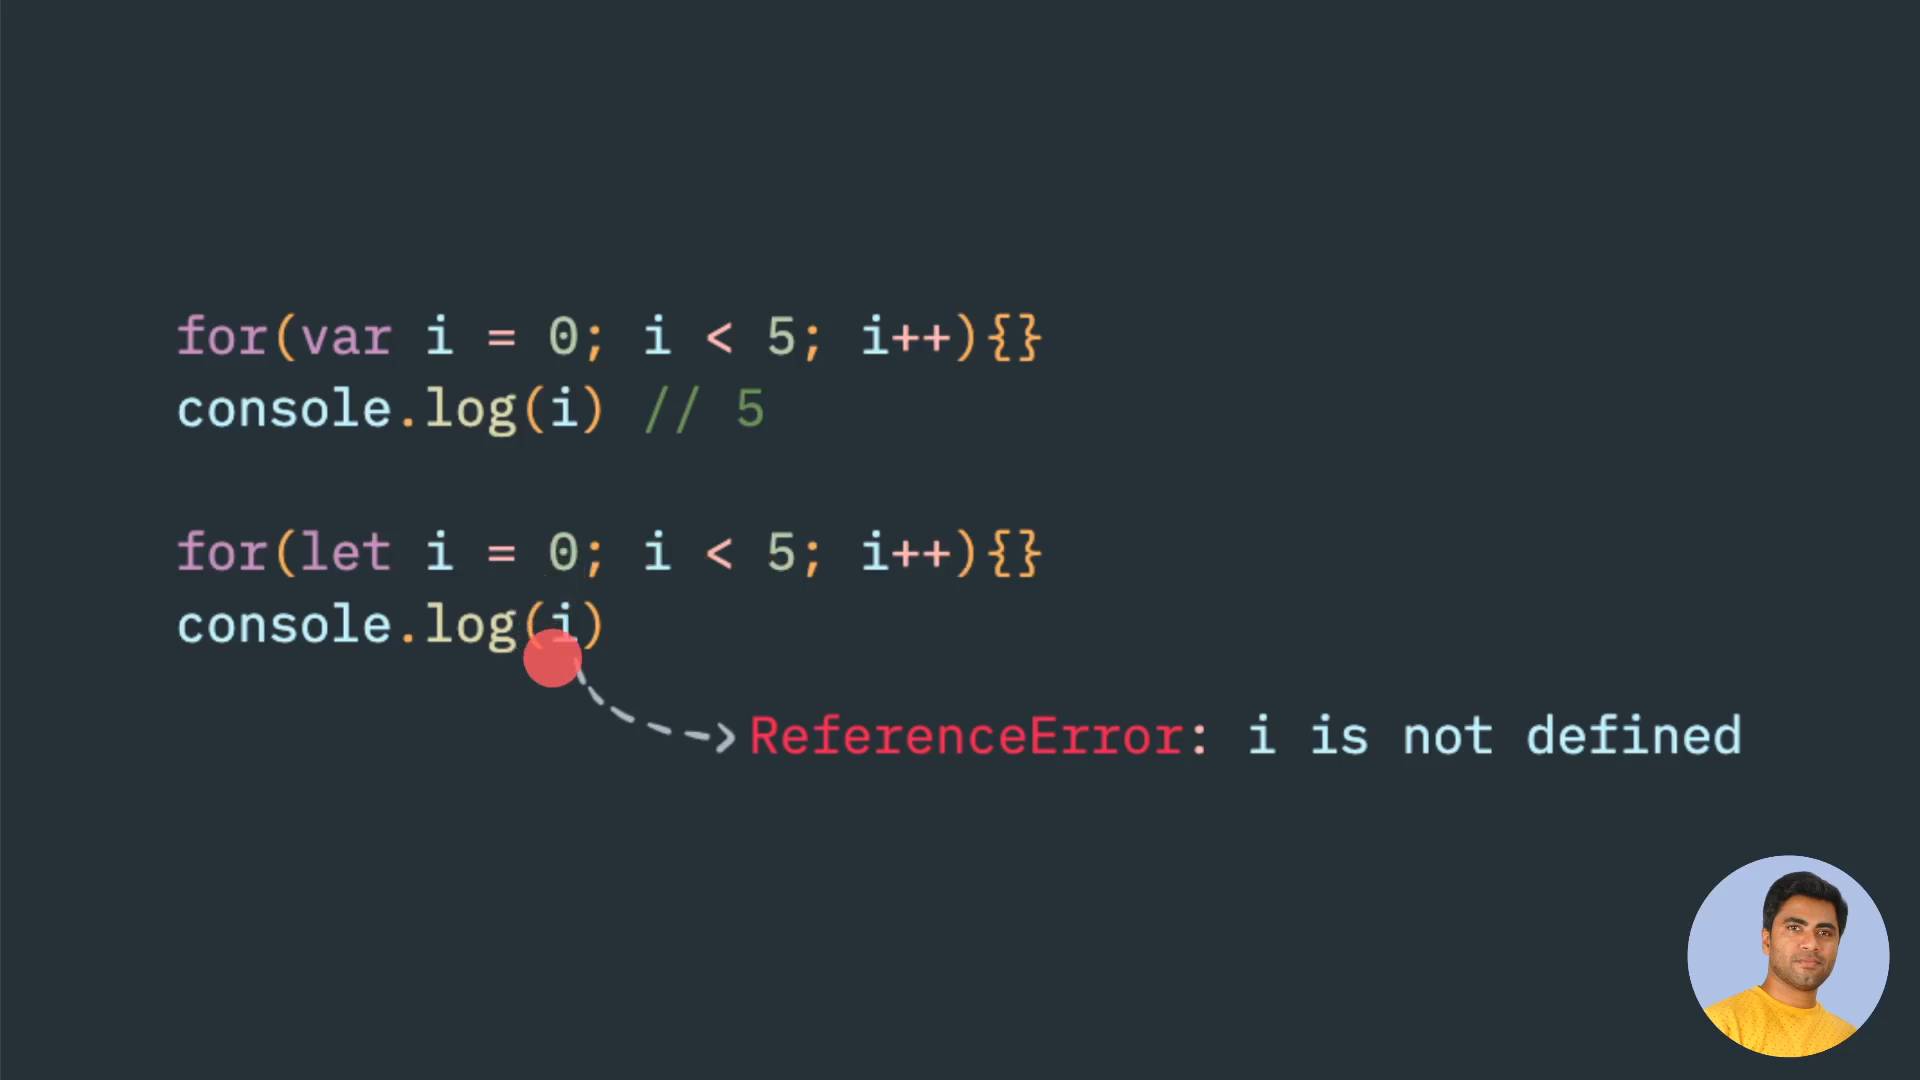 for(var i = 0; i < 5; i++){}
console.log(i) // 5
for(let i = 0; i < 5; i++){}
console.log(i)
ReferenceError: i is not defined